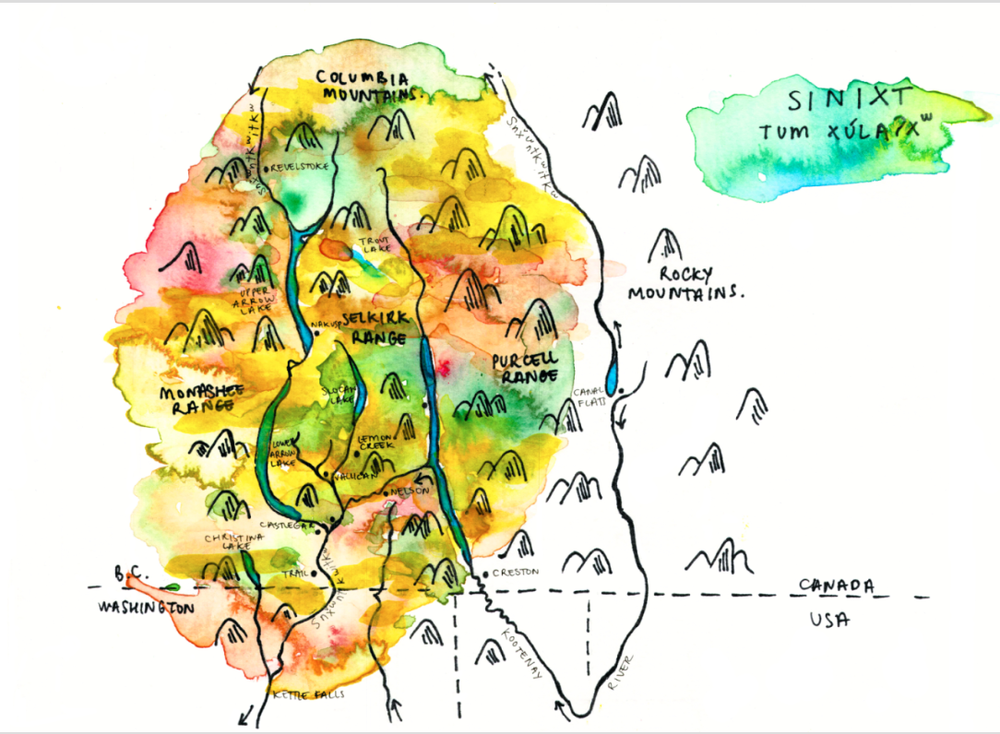 COLUMBIA
MOUNTAINS.
SINIXT
TUM XÚLAʔXʷ
REVELSTOKE
TROUT
LAKE
UPPER
ARROW
LAKE
ROCKY
MOUNTAINS.
NAKUSP
SELKIRK
RANGE
PURCELL
RANGE
MONASHEE
RANGE
SLOCAN
LAKE
CANAL
FLATS
LOWER
ARROW
LAKE
LEMON
CREEK
VALLICAN
NELSON
CASTLEGAR
CHRISTINA
LAKE
TRAIL
CRESTON
B.C.
WASHINGTON
CANADA
USA
KOOTENAY
RIVER
KETTLE FALLS